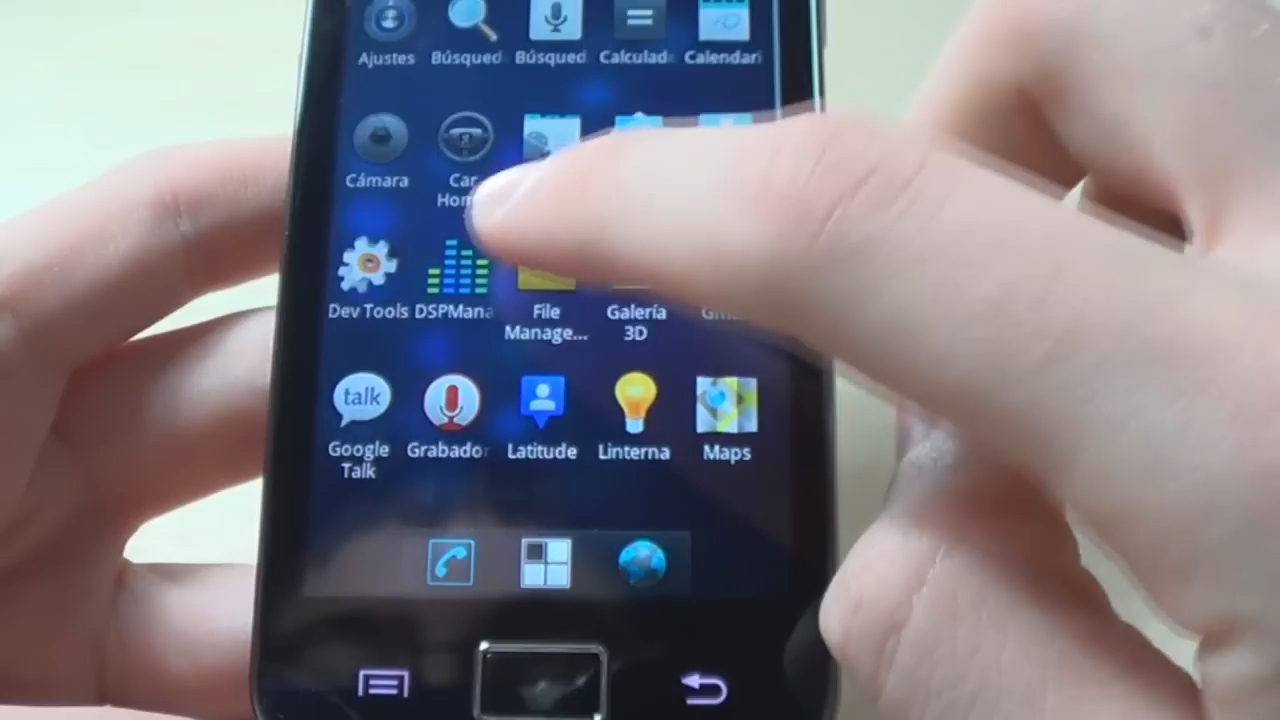 Ajustes Búsqued Búsqued Calculad Calendari
Cámara Car
Hom
Dev Tools DSPMana File
Manage... Galería
3D
talk
Google
Talk Grabador Latitude Linterna Maps